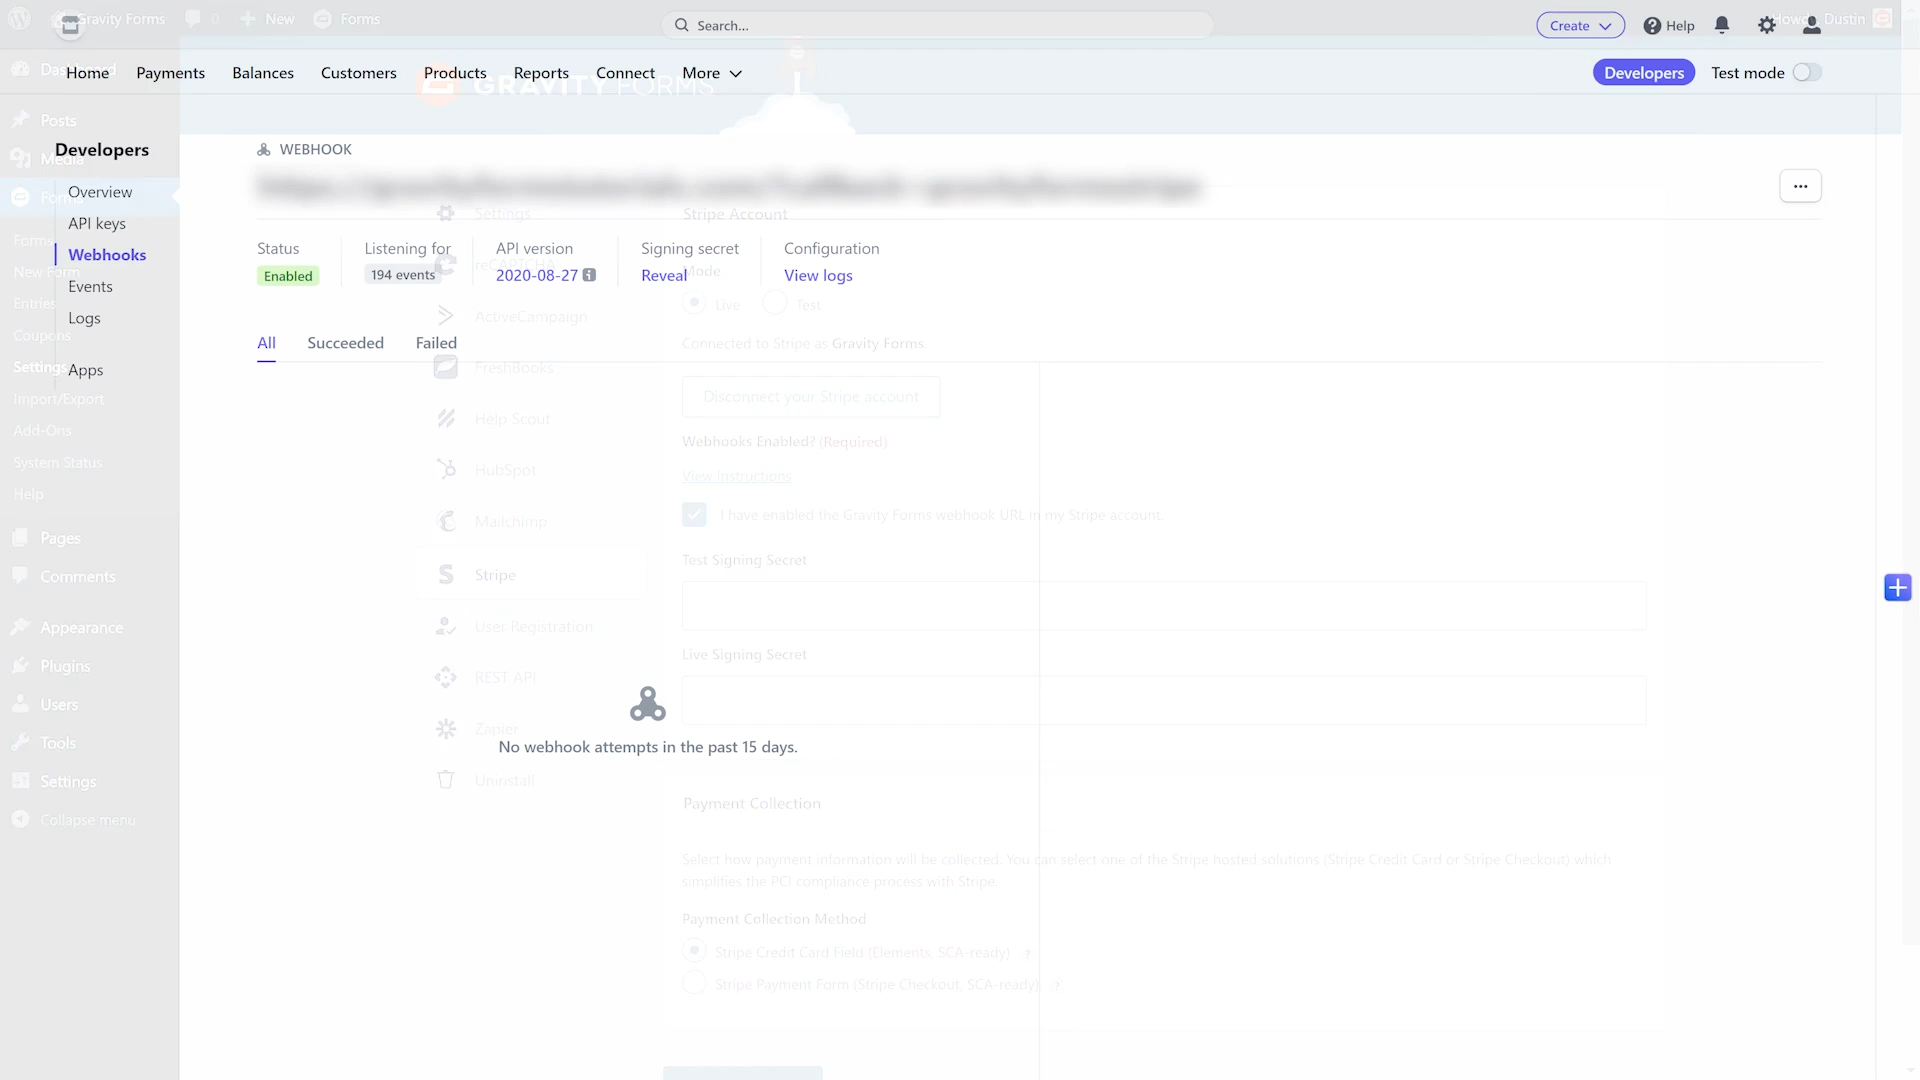 Gravity Forms 0 New Forms Search... Create Help Howdy, Dustin
Home Payments Balances Customers Products Reports Connect More Developers Test mode
Dashboard
GRAVITY FORMS
Posts
Media
Forms
Forms
New Form
Entries
Coupons
Settings
Import/Export
Add-Ons
System Status
Help
Pages
Comments
Appearance
Plugins
Users
Tools
Settings
Collapse menu
Developers
Overview
API keys
Webhooks
Events
Logs
Apps
WEBHOOK
Status
Enabled
Listening for
194 events
API version
2020-08-27
Signing secret
Reveal
Configuration
View logs
All Succeeded Failed
No webhook attempts in the past 15 days.
Settings
reCAPTCHA
ActiveCampaign
FreshBooks
Help Scout
HubSpot
Mailchimp
Stripe
User Registration
REST API
Zapier
Uninstall
Stripe Account
Mode
Live Test
Connected to Stripe as Gravity Forms.
Disconnect your Stripe account
Webhooks Enabled? (Required)
View Instructions
I have enabled the Gravity Forms webhook URL in my Stripe account.
Test Signing Secret
Live Signing Secret
Payment Collection
Select how payment information will be collected. You can select one of the Stripe hosted solutions (Stripe Credit Card or Stripe Checkout) which
simplifies the PCI compliance process with Stripe.
Payment Collection Method
Stripe Credit Card Field (Elements, SCA-ready) ?
Stripe Payment Form (Stripe Checkout, SCA-ready) ?